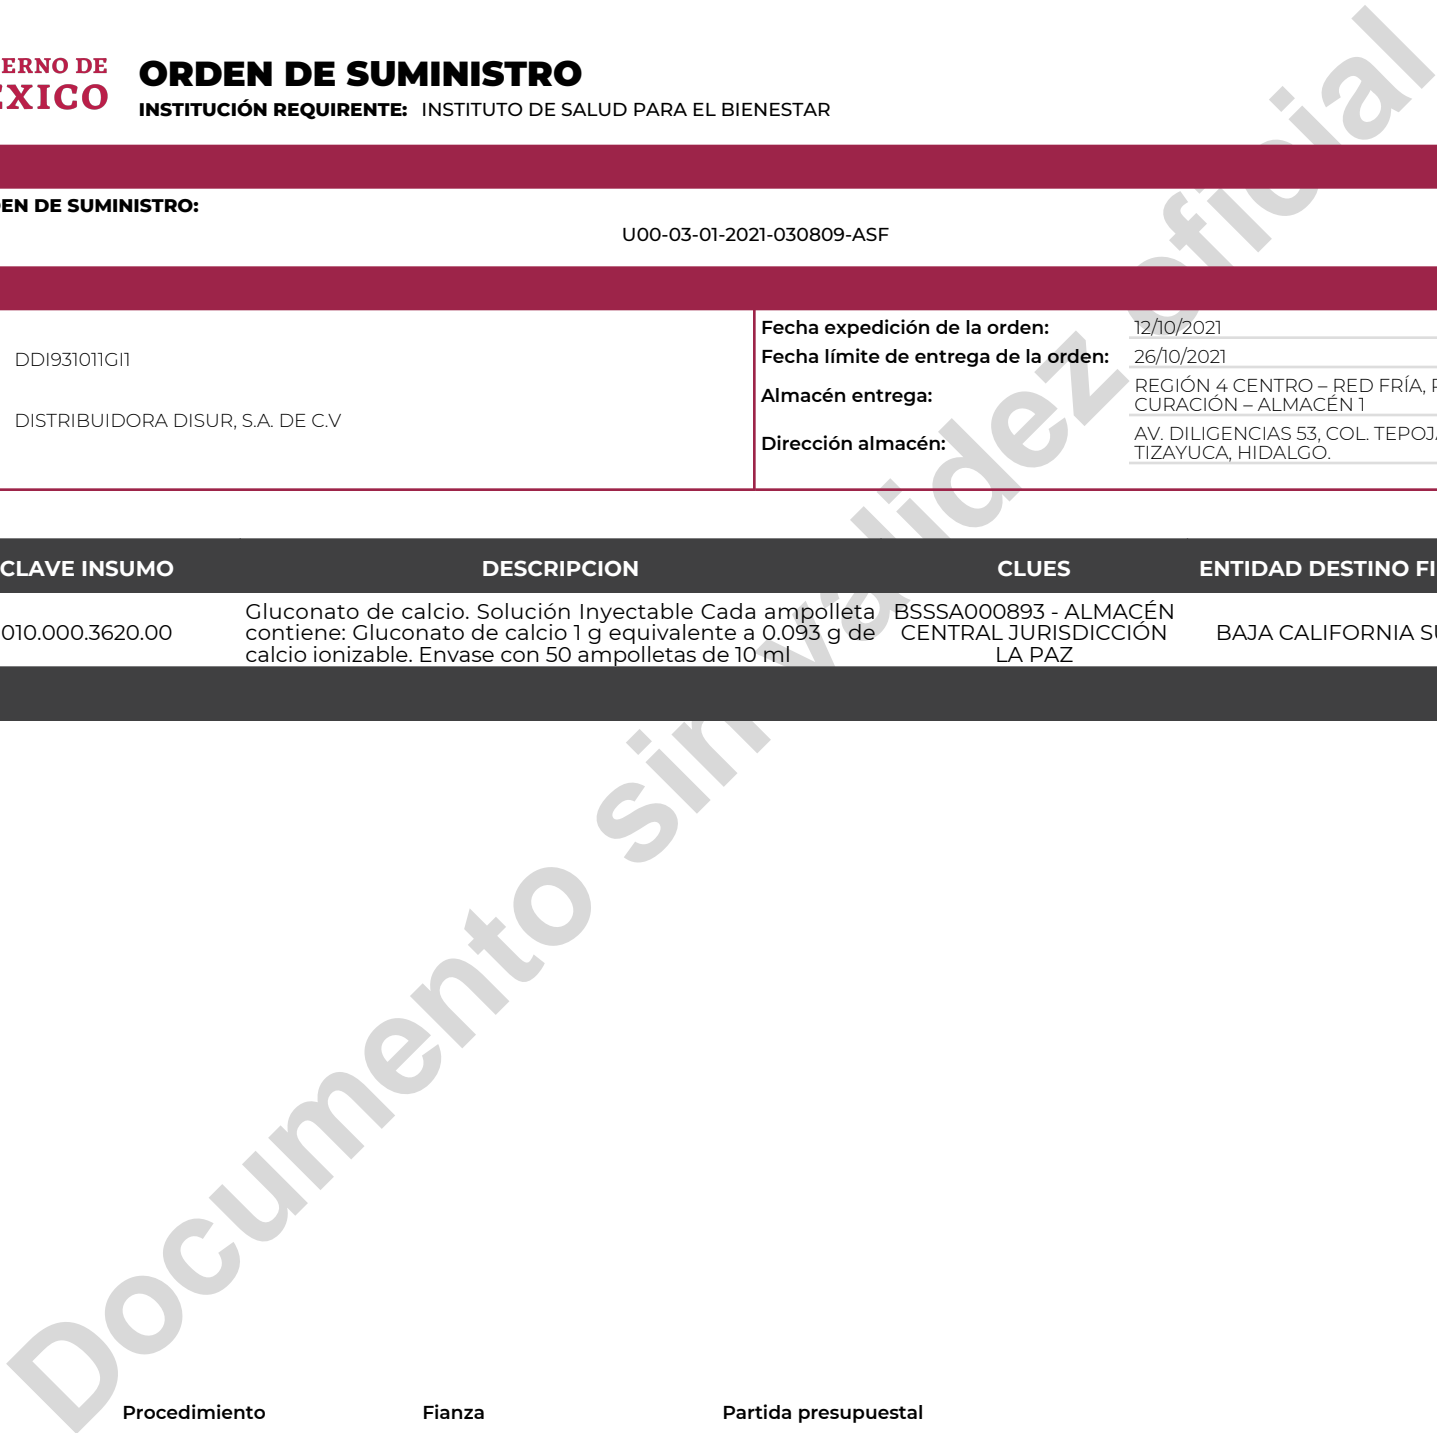 ERNO DE
EXICO
ORDEN DE SUMINISTRO
INSTITUCIÓN REQUIRENTE: INSTITUTO DE SALUD PARA EL BIENESTAR
EN DE SUMINISTRO:
U00-03-01-2021-030809-ASF
DDI931011GI1
DISTRIBUIDORA DISUR, S.A. DE C.V
Fecha expedición de la orden: 12/10/2021
Fecha límite de entrega de la orden: 26/10/2021
Almacén entrega: REGIÓN 4 CENTRO – RED FRÍA,
CURACIÓN – ALMACÉN 1
Dirección almacén: AV. DILIGENCIAS 53, COL. TEPOJ
TIZAYUCA, HIDALGO.
CLAVE INSUMO DESCRIPCION CLUES ENTIDAD DESTINO FI
010.000.3620.00
Gluconato de calcio. Solución Inyectable Cada ampolleta
contiene: Gluconato de calcio 1 g equivalente a 0.093 g de
calcio ionizable. Envase con 50 ampolletas de 10 ml
BSSSA000893 - ALMACÉN
CENTRAL JURISDICCIÓN
LA PAZ
BAJA CALIFORNIA S
Documento sin validez oficial
Procedimiento Fianza Partida presupuestal